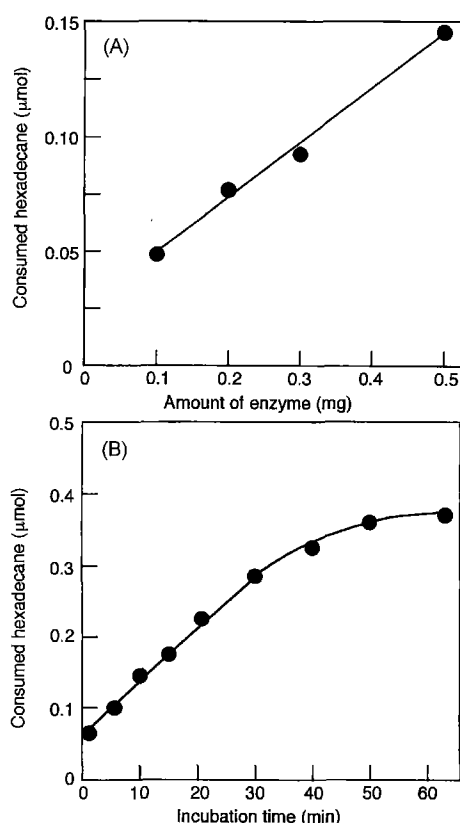 (A)
Consumed hexadecane (μmol)
0.15
0.10
0.05
0
0 0.1 0.2 0.3 0.4 0.5
Amount of enzyme (mg)
(B)
Consumed hexadecane (μmol)
0.5
0.4
0.3
0.2
0.1
0
0 10 20 30 40 50 60
Incubation time (min)